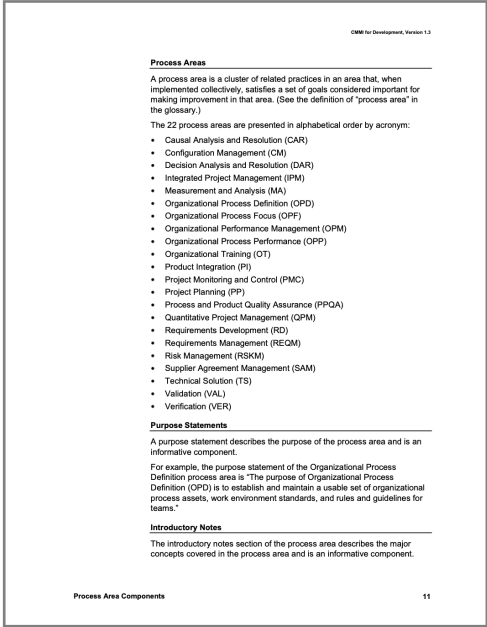 CMMI for Development, Version 1.3
Process Areas
A process area is a cluster of related practices in an area that, when
implemented collectively, satisfies a set of goals considered important for
making improvement in that area. (See the definition of “process area” in
the glossary.)
The 22 process areas are presented in alphabetical order by acronym:
• Causal Analysis and Resolution (CAR)
• Configuration Management (CM)
• Decision Analysis and Resolution (DAR)
• Integrated Project Management (IPM)
• Measurement and Analysis (MA)
• Organizational Process Definition (OPD)
• Organizational Process Focus (OPF)
• Organizational Performance Management (OPM)
• Organizational Process Performance (OPP)
• Organizational Training (OT)
• Product Integration (PI)
• Project Monitoring and Control (PMC)
• Project Planning (PP)
• Process and Product Quality Assurance (PPQA)
• Quantitative Project Management (QPM)
• Requirements Development (RD)
• Requirements Management (REQM)
• Risk Management (RSKM)
• Supplier Agreement Management (SAM)
• Technical Solution (TS)
• Validation (VAL)
• Verification (VER)
Purpose Statements
A purpose statement describes the purpose of the process area and is an
informative component.
For example, the purpose statement of the Organizational Process
Definition process area is “The purpose of Organizational Process
Definition (OPD) is to establish and maintain a usable set of organizational
process assets, work environment standards, and rules and guidelines for
teams.”
Introductory Notes
The introductory notes section of the process area describes the major
concepts covered in the process area and is an informative component.
Process Area Components 11